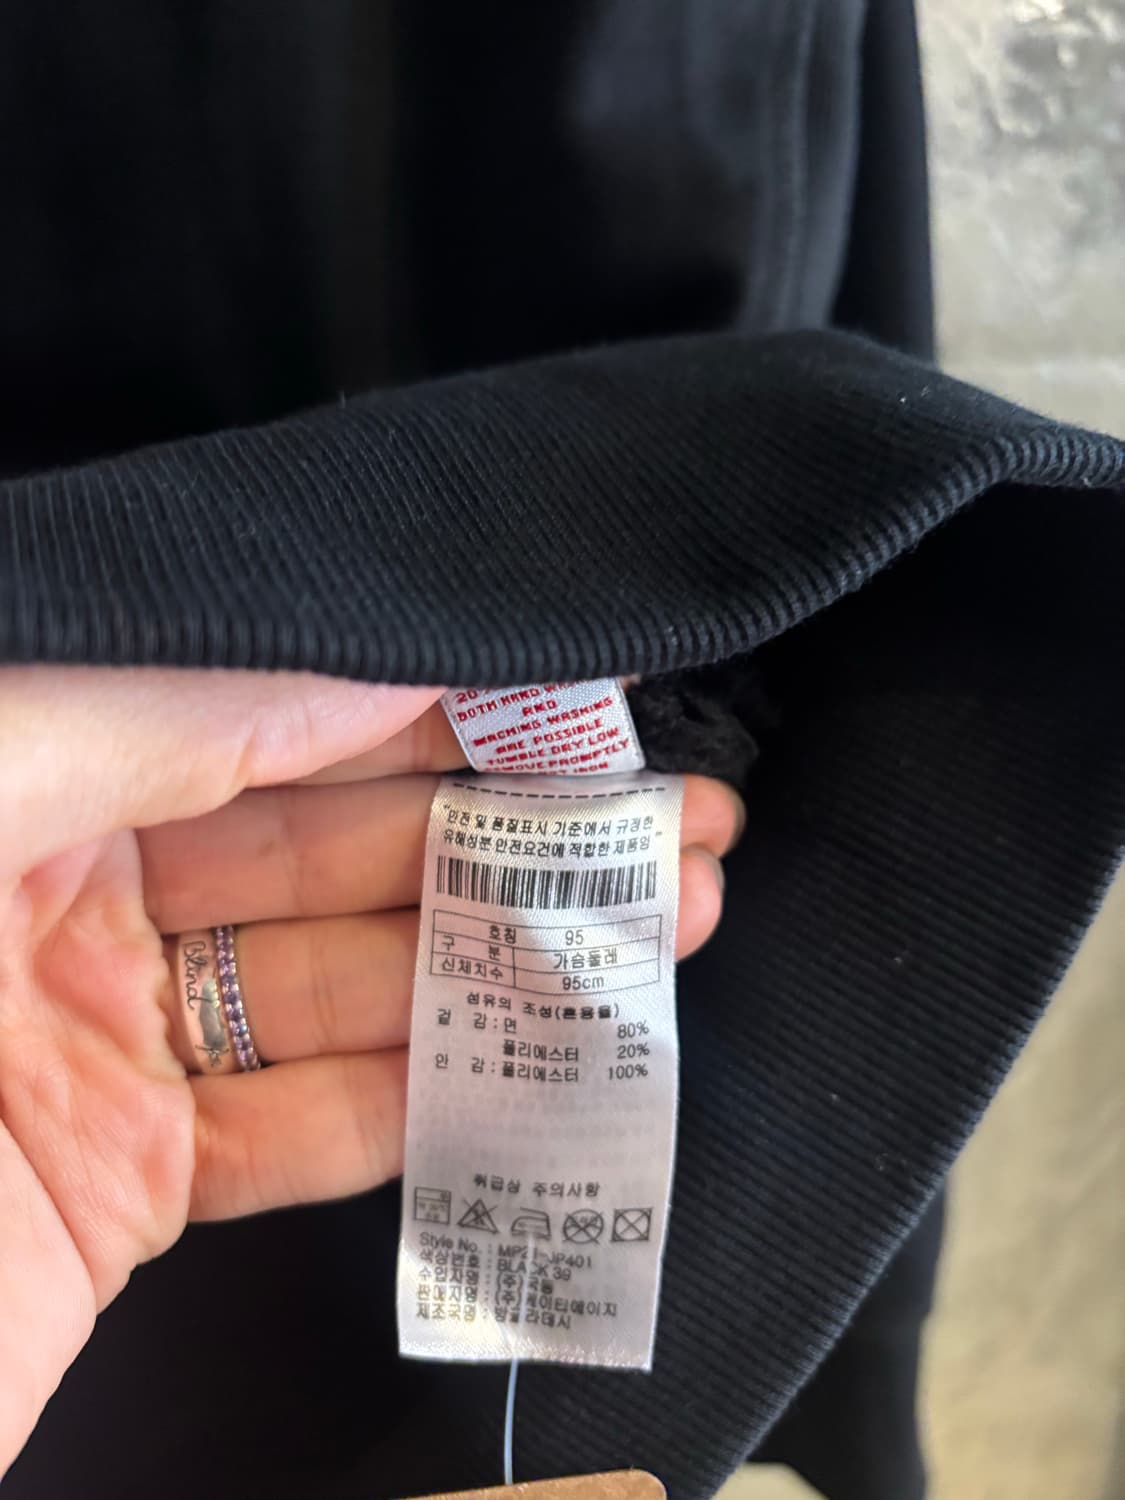 BOTH HAND
AND
MACHING WASHING
ARE POSSIBLE
TUMBLE DRY LOW
REMOVE PROMPTLY
"안전 및 품질표시 기준에서 규정한
유해성분 안전요건에 적합한 제품임"
호칭 95
구 분 가슴둘레
신체치수 95cm
섬유의 조성(혼용율)
겉 감 : 면 80%
폴리에스터 20%
안 감 : 폴리에스터 100%
취급상 주의사항
Style No. : JP401
색상번호 : BLACK 39
수입자명 : (주)
판매자명 : (주)
제조국명 : 방글라데시
Blind